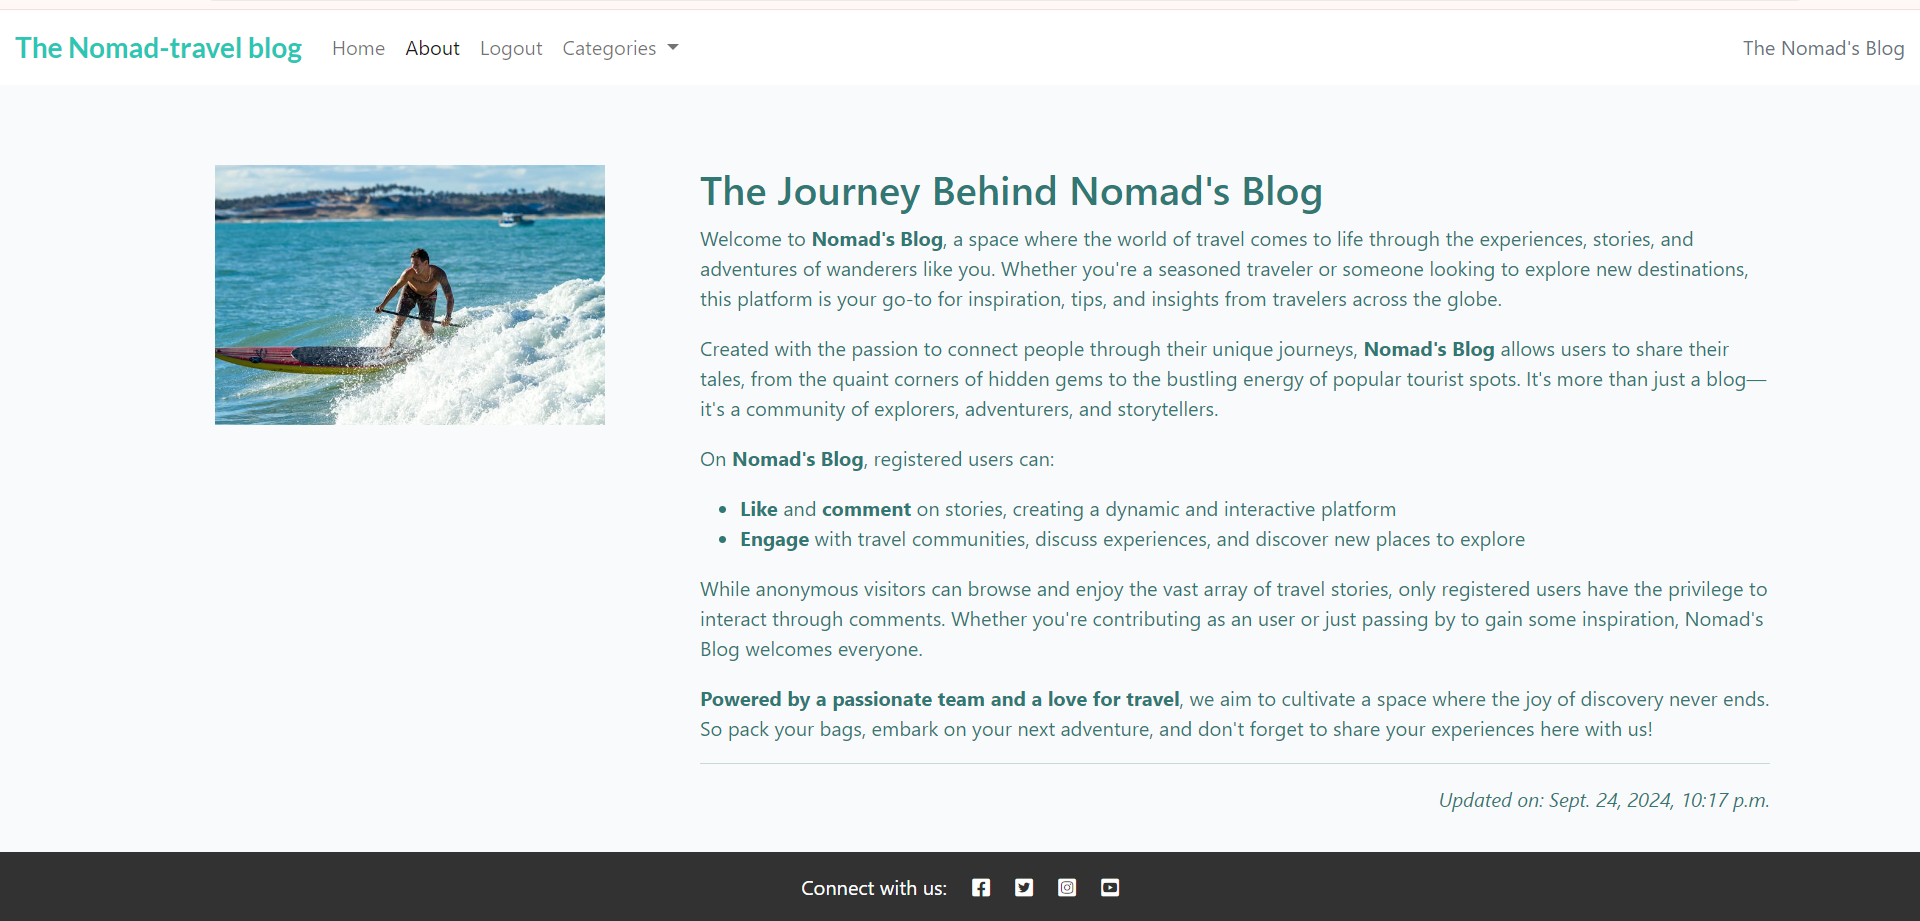 The Nomad-travel blog Home About Logout Categories The Nomad's Blog
The Journey Behind Nomad's Blog
Welcome to Nomad's Blog, a space where the world of travel comes to life through the experiences, stories, and
adventures of wanderers like you. Whether you're a seasoned traveler or someone looking to explore new destinations,
this platform is your go-to for inspiration, tips, and insights from travelers across the globe.
Created with the passion to connect people through their unique journeys, Nomad's Blog allows users to share their
tales, from the quaint corners of hidden gems to the bustling energy of popular tourist spots. It's more than just a blog—
it's a community of explorers, adventurers, and storytellers.
On Nomad's Blog, registered users can:
• Like and comment on stories, creating a dynamic and interactive platform
• Engage with travel communities, discuss experiences, and discover new places to explore
While anonymous visitors can browse and enjoy the vast array of travel stories, only registered users have the privilege to
interact through comments. Whether you're contributing as an user or just passing by to gain some inspiration, Nomad's
Blog welcomes everyone.
Powered by a passionate team and a love for travel, we aim to cultivate a space where the joy of discovery never ends.
So pack your bags, embark on your next adventure, and don't forget to share your experiences here with us!
Updated on: Sept. 24, 2024, 10:17 p.m.
Connect with us: